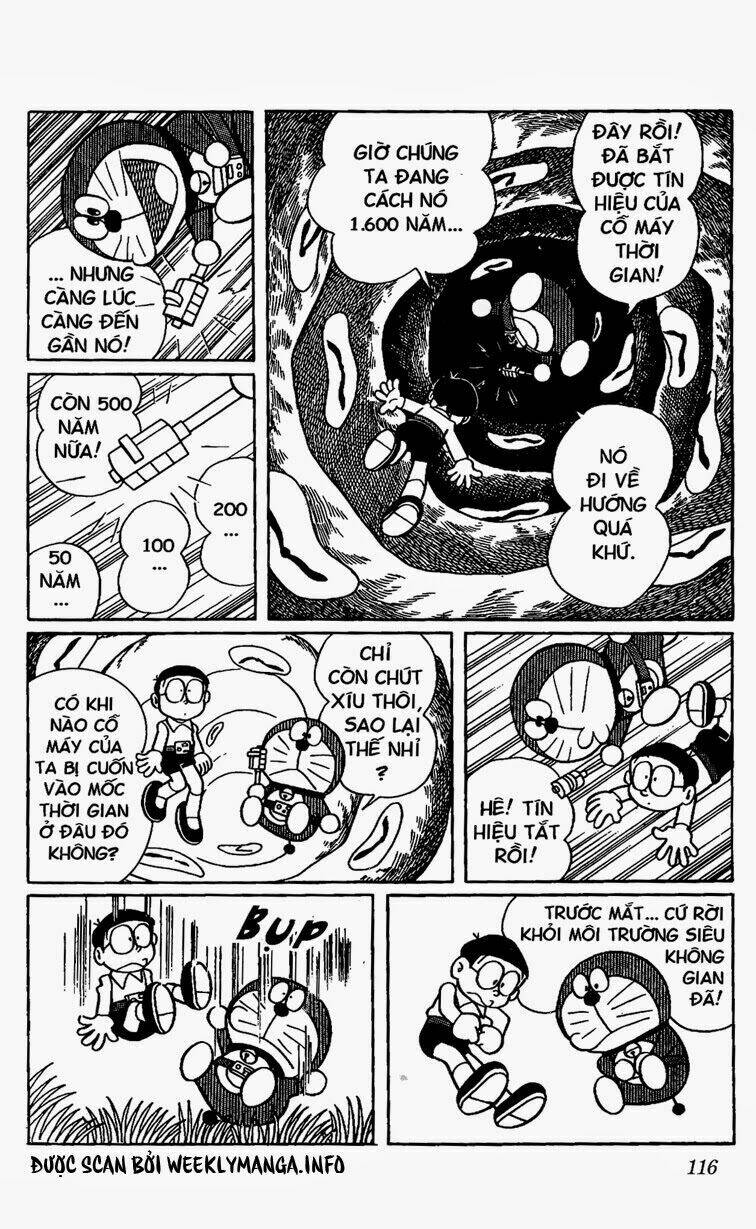 ĐÂY RỒI!
ĐÃ BẮT
ĐƯỢC TÍN
HIỆU CỦA
CỖ MÁY
THỜI
GIAN!
GIỜ CHÚNG
TA ĐANG
CÁCH NÓ
1.600 NĂM...
NÓ
ĐI VỀ
HƯỚNG
QUÁ
KHỨ.
... NHƯNG
CÀNG LÚC
CÀNG ĐẾN
GẦN NÓ!
CÒN 500
NĂM
NỮA!
200
...
100
...
50
NĂM
...
HÊ! TÍN
HIỆU TẮT
RỒI!
CHỈ
CÒN CHÚT
XÍU THÔI,
SAO LẠI
THẾ NHỈ
?
CÓ KHI
NÀO CỖ
MÁY CỦA
TA BỊ CUỐN
VÀO MỐC
THỜI GIAN
Ở ĐÂU ĐÓ
KHÔNG?
TRƯỚC MẮT... CỨ RỜI
KHỎI MÔI TRƯỜNG SIÊU
KHÔNG
GIAN
ĐÃ!
BỤP
ĐƯỢC SCAN BỞI WEEKLYMANGA.INFO
116